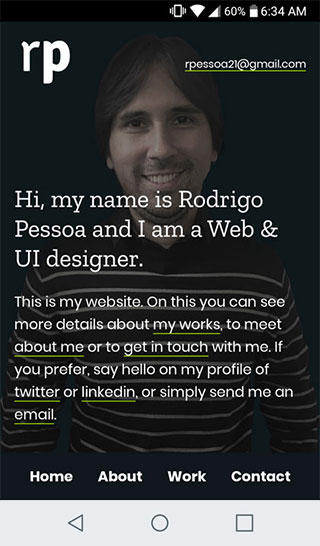 60% 6:34 AM
rp
rpessoa21@gmail.com
Hi, my name is Rodrigo
Pessoa and I am a Web &
UI designer.
This is my website. On this you can see
more details about my works, to meet
about me or to get in touch with me. If
you prefer, say hello on my profile of
twitter or linkedin, or simply send me an
email.
Home About Work Contact